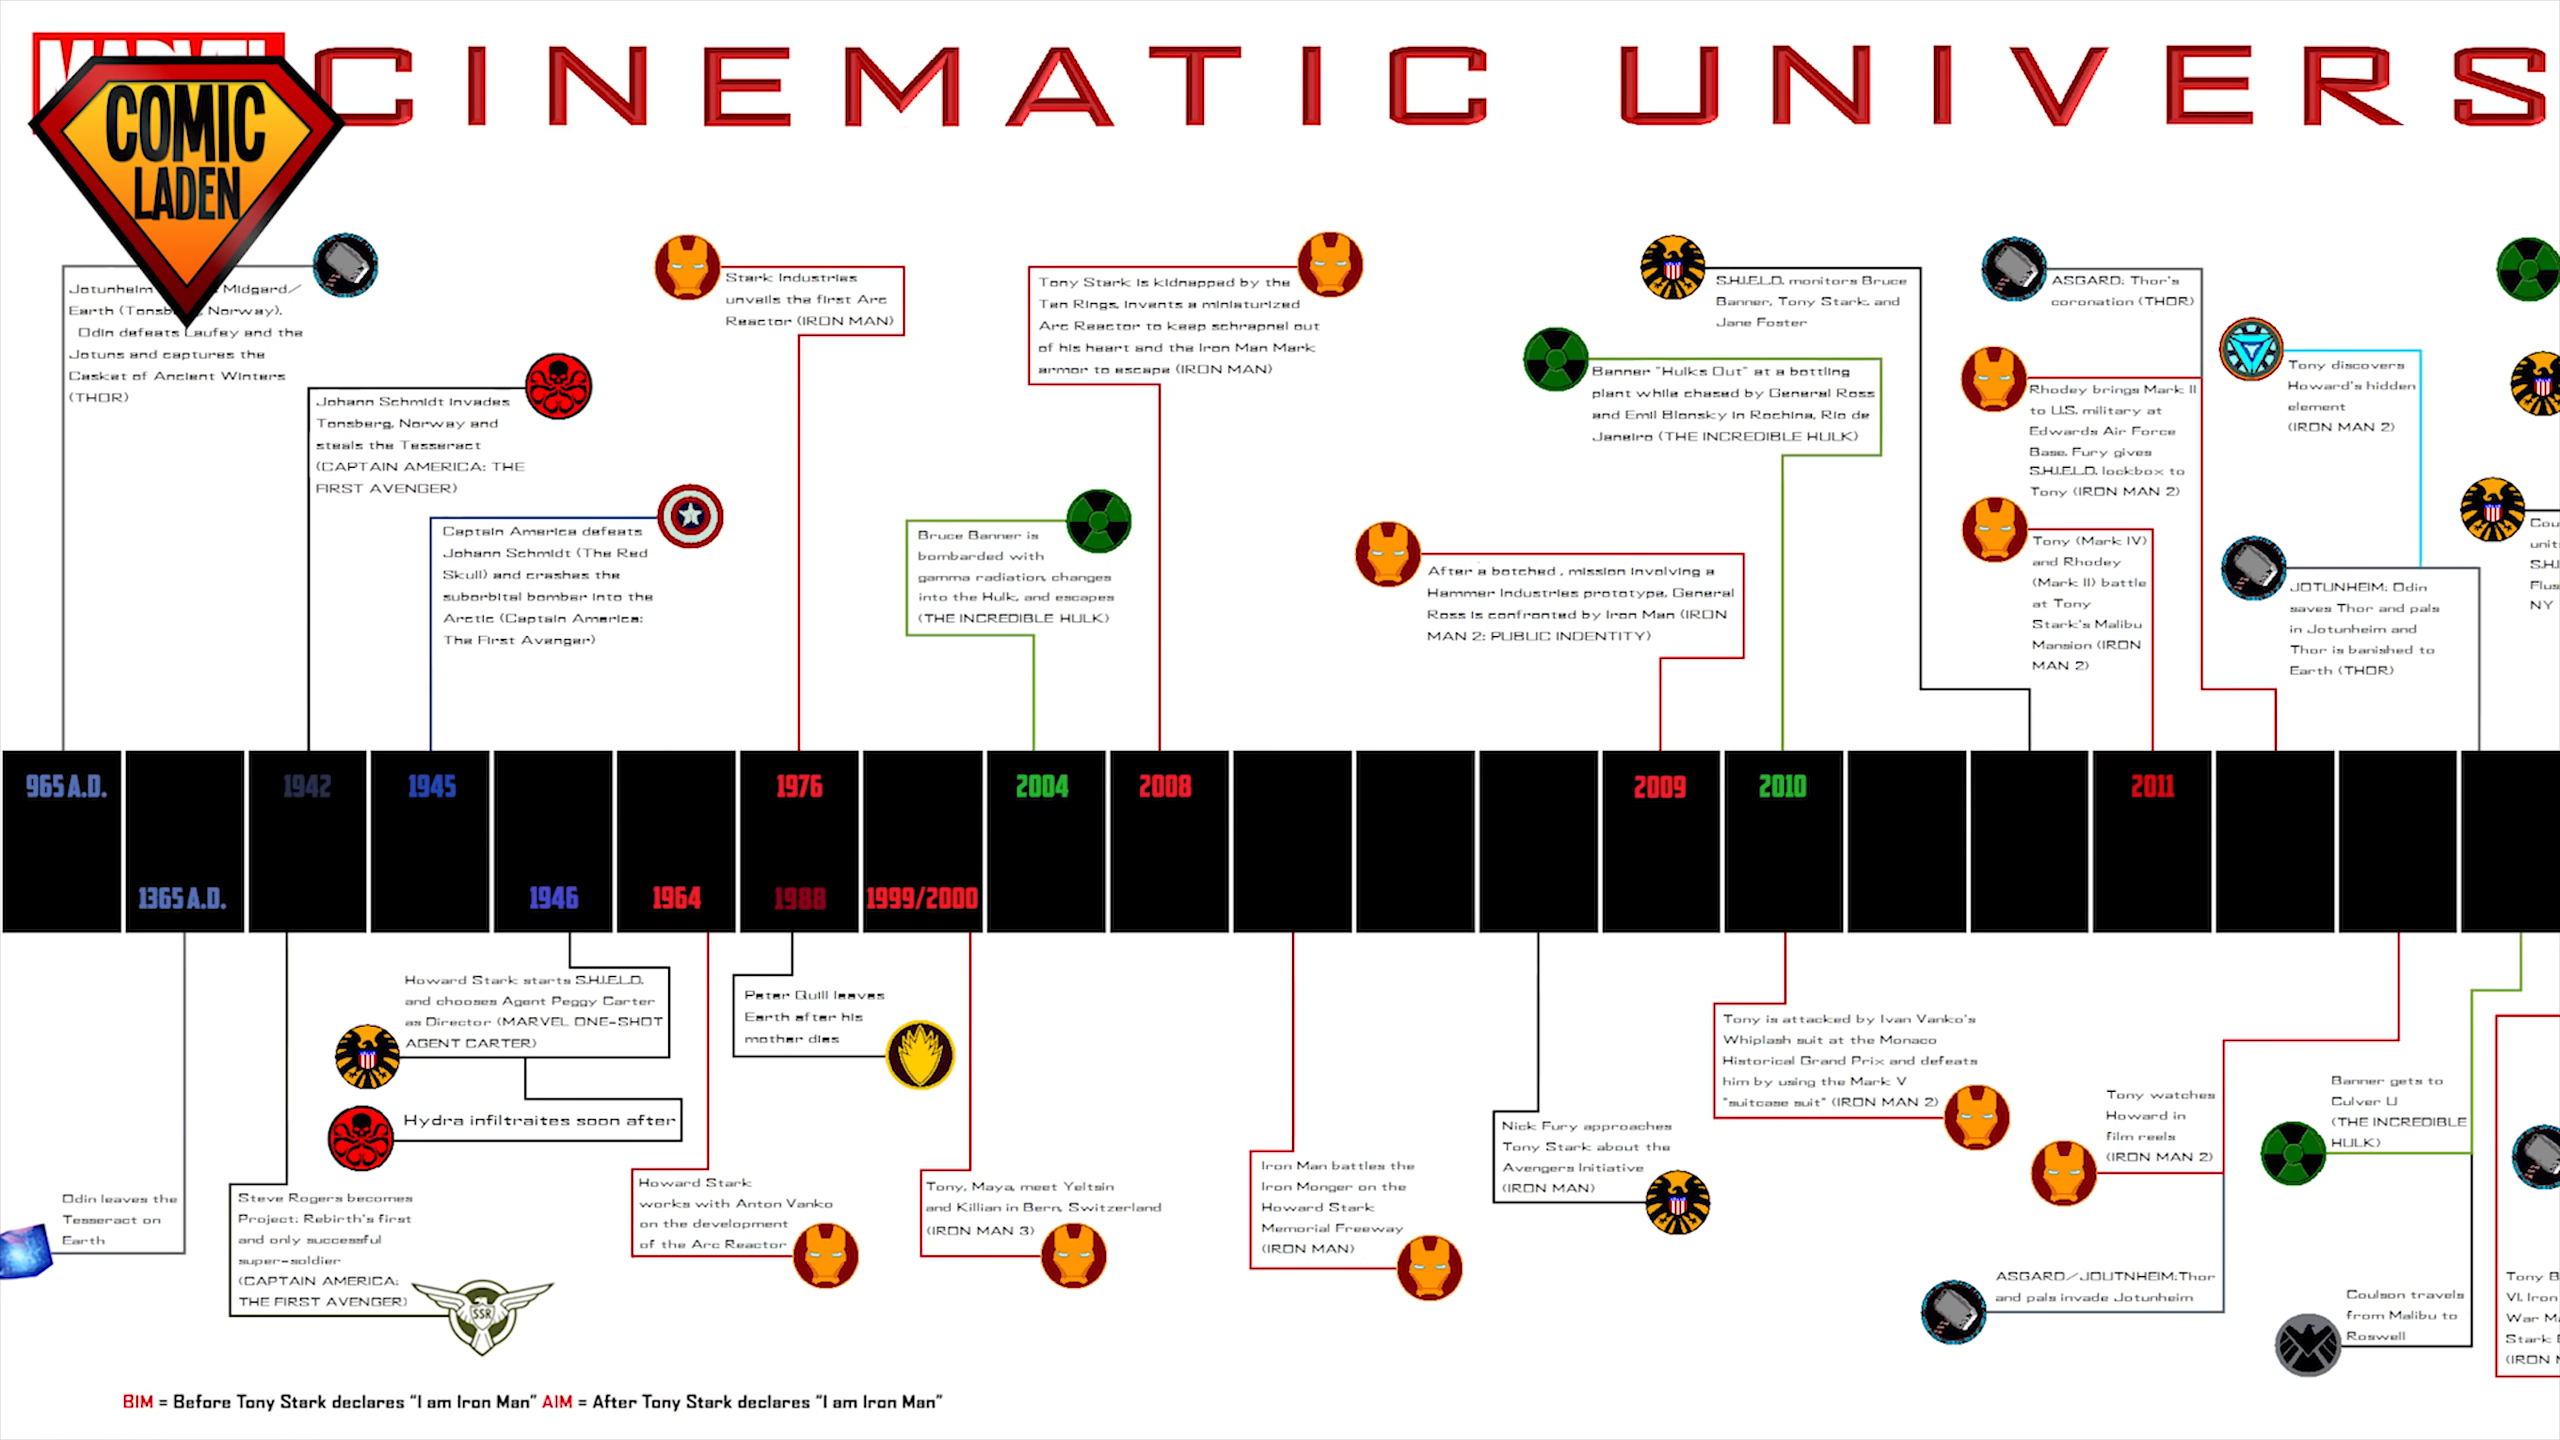 MARVEL CINEMATIC UNIVERS
COMIC
LADEN
Jotunheim Midgard/
Earth (Tonsb Norway).
Odin defeats Laufey and the
Jotuns and captures the
Casket of Ancient Winters
(THOR)
Johann Schmidt invades
Tonsberg, Norway and
steals the Tesseract
(CAPTAIN AMERICA: THE
FIRST AVENGER)
Captain America defeats
Johann Schmidt (The Red
Skull) and crashes the
suborbital bomber into the
Arctic (Captain America:
The First Avenger)
Stark Industries
unveils the first Arc
Reactor (IRON MAN)
Bruce Banner is
bombarded with
gamma radiation, changes
into the Hulk, and escapes
(THE INCREDIBLE HULK)
Tony Stark is kidnapped by the
Ten Rings, invents a miniaturized
Arc Reactor to keep schrapnel out
of his heart and the Iron Man Mark
armor to escape (IRON MAN)
After a botched , mission involving a
Hammer Industries prototype, General
Ross is confronted by Iron Man (IRON
MAN 2: PUBLIC INDENTITY)
Banner "Hulks Out" at a bottling
plant while chased by General Ross
and Emil Blonsky in Rochina, Rio de
Janeiro (THE INCREDIBLE HULK)
S.H.I.E.L.D. monitors Bruce
Banner, Tony Stark, and
Jane Foster
ASGARD: Thor's
coronation (THOR)
Rhodey brings Mark II
to U.S. military at
Edwards Air Force
Base. Fury gives
S.H.I.E.L.D. lockbox to
Tony (IRON MAN 2)
Tony (Mark IV)
and Rhodey
(Mark II) battle
at Tony
Stark's Malibu
Mansion (IRON
MAN 2)
Tony discovers
Howard's hidden
element
(IRON MAN 2)
JOTUNHEIM: Odin
saves Thor and pals
in Jotunheim and
Thor is banished to
Earth (THOR)
Cou
unit
S.H.I
Flus
NY
965 A.D.
1942
1945
1976
2004
2008
2009
2010
2011
1365 A.D.
1946
1964
1988
1999/2000
Odin leaves the
Tesseract on
Earth
Steve Rogers becomes
Project: Rebirth's first
and only successful
super-soldier
(CAPTAIN AMERICA:
THE FIRST AVENGER)
SSR
Howard Stark starts S.H.I.E.L.D.
and chooses Agent Peggy Carter
as Director (MARVEL ONE-SHOT
AGENT CARTER)
Hydra infiltraites soon after
Howard Stark
works with Anton Vanko
on the development
of the Arc Reactor
Peter Quill leaves
Earth after his
mother dies
Tony, Maya, meet Yeltsin
and Killian in Bern, Switzerland
(IRON MAN 3)
Iron Man battles the
Iron Monger on the
Howard Stark
Memorial Freeway
(IRON MAN)
Nick Fury approaches
Tony Stark about the
Avengers Initiative
(IRON MAN)
Tony is attacked by Ivan Vanko's
Whiplash suit at the Monaco
Historical Grand Prix and defeats
him by using the Mark V
"suitcase suit" (IRON MAN 2)
Tony watches
Howard in
film reels
(IRON MAN 2)
ASGARD/JOUTNHEIM:Thor
and pals invade Jotunheim
Banner gets to
Culver U
(THE INCREDIBLE
HULK)
Coulson travels
from Malibu to
Roswell
Tony B
VI. Iron
War Ma
Stark E
(IRON M
BIM = Before Tony Stark declares "I am Iron Man" AIM = After Tony Stark declares "I am Iron Man"